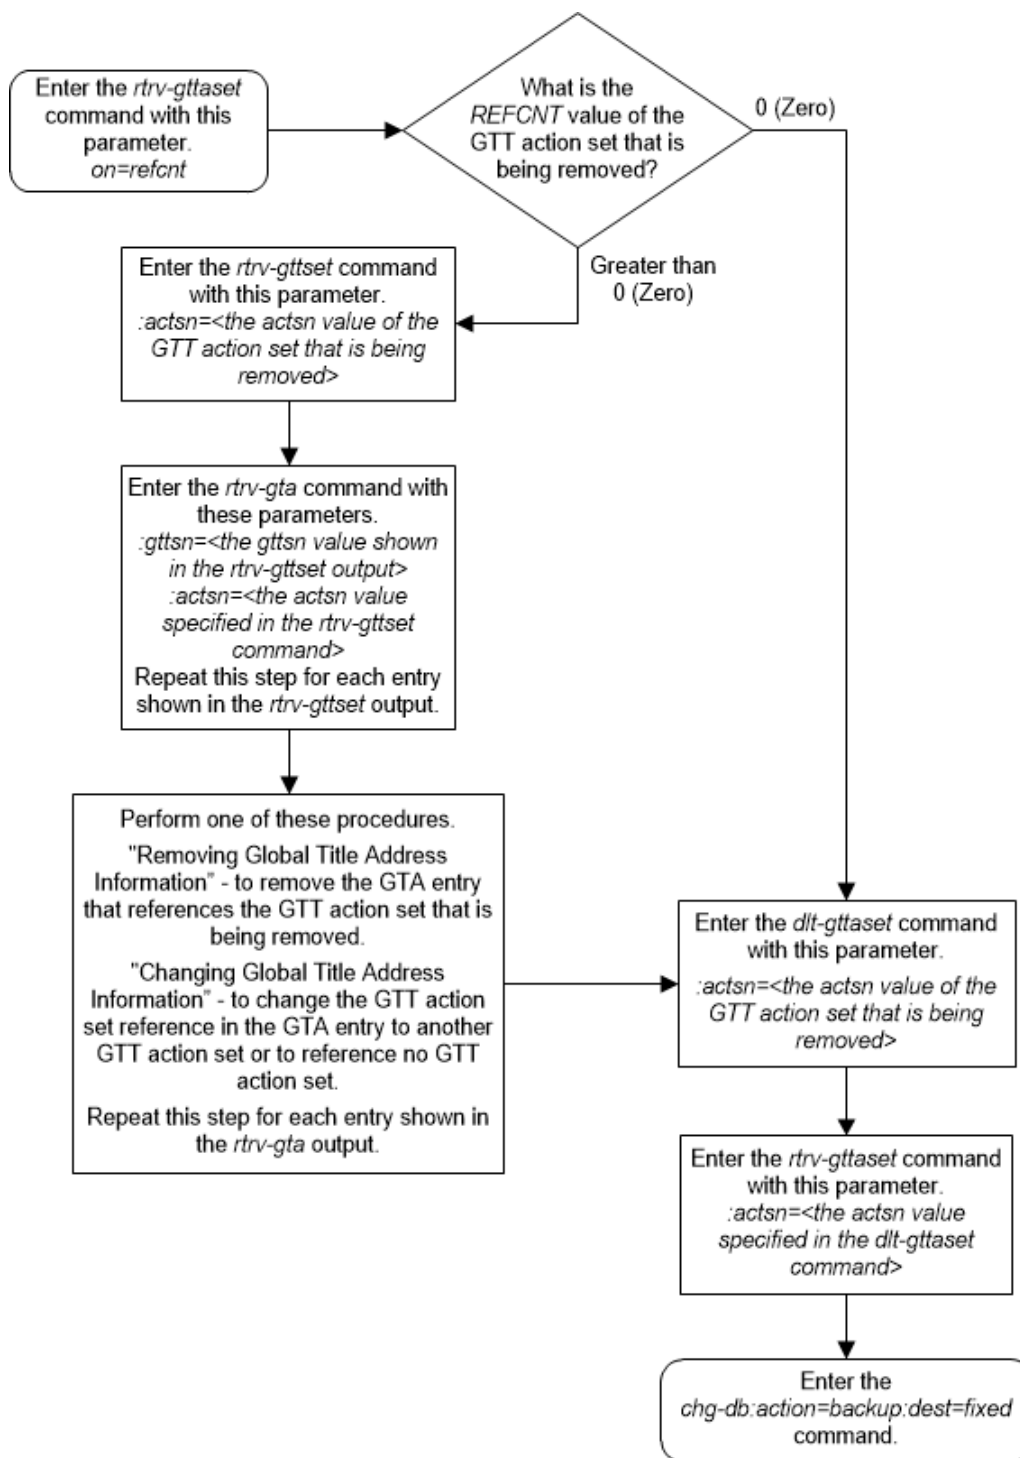 Enter the rtrv-gttaset
command with this
parameter.
on=refcnt
What is the
REFCNT value of the
GTT action set that is
being removed?
0 (Zero)
Greater than
0 (Zero)
Enter the rtrv-gttset command
with this parameter.
:actsn=<the actsn value of the
GTT action set that is being
removed>
Enter the rtrv-gta command with
these parameters.
:gttsn=<the gttsn value shown
in the rtrv-gttset output>
:actsn=<the actsn value
specified in the rtrv-gttset
command>
Repeat this step for each entry
shown in the rtrv-gttset output.
Perform one of these procedures.
"Removing Global Title Address
Information" - to remove the GTA entry
that references the GTT action set that is
being removed.
"Changing Global Title Address
Information" - to change the GTT action
set reference in the GTA entry to another
GTT action set or to reference no GTT
action set.
Repeat this step for each entry shown in
the rtrv-gta output.
Enter the dlt-gttaset command
with this parameter.
:actsn=<the actsn value of the
GTT action set that is being
removed>
Enter the rtrv-gttaset command
with this parameter.
:actsn=<the actsn value
specified in the dlt-gttaset
command>
Enter the
chg-db:action=backup:dest=fixed
command.